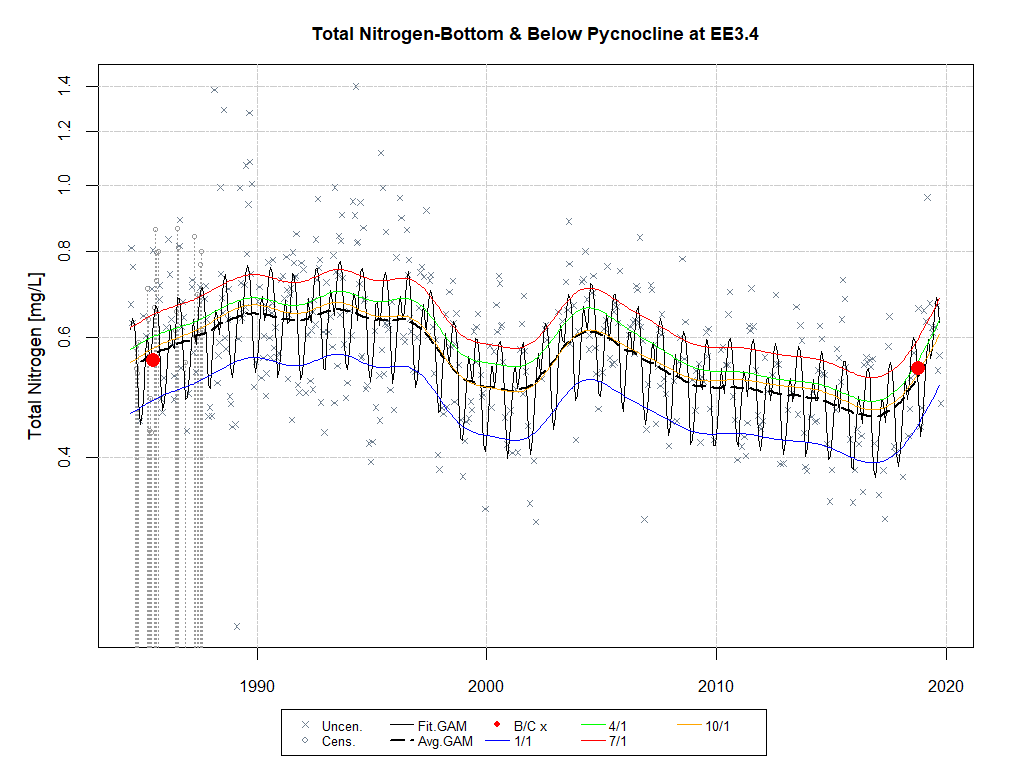 Total Nitrogen-Bottom & Below Pycnocline at EE3.4
Total Nitrogen [mg/L]
1.4
1.2
1.0
0.8
0.6
0.4
1990 2000 2010 2020
Uncen. Fit.GAM B/C x 4/1 10/1
Cens. Avg.GAM 1/1 7/1